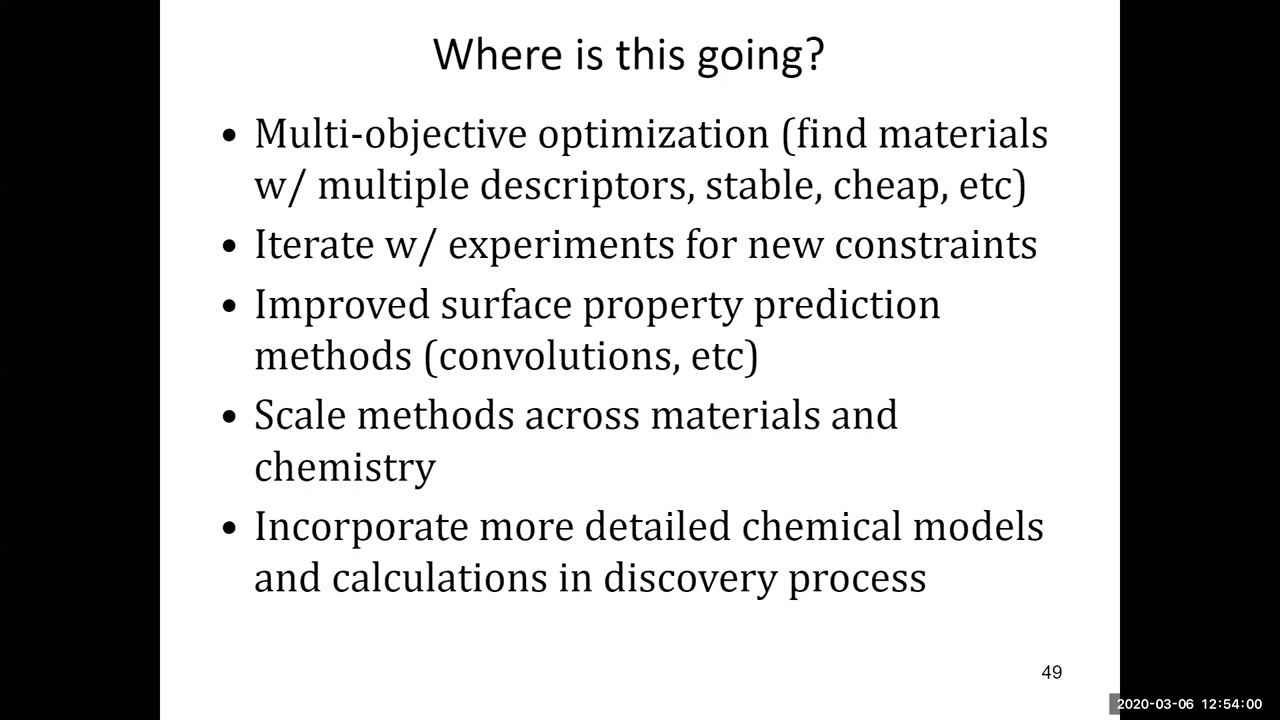 Where is this going?
• Multi-objective optimization (find materials
w/ multiple descriptors, stable, cheap, etc)
• Iterate w/ experiments for new constraints
• Improved surface property prediction
methods (convolutions, etc)
• Scale methods across materials and
chemistry
• Incorporate more detailed chemical models
and calculations in discovery process
49
2020-03-06 12:54:00